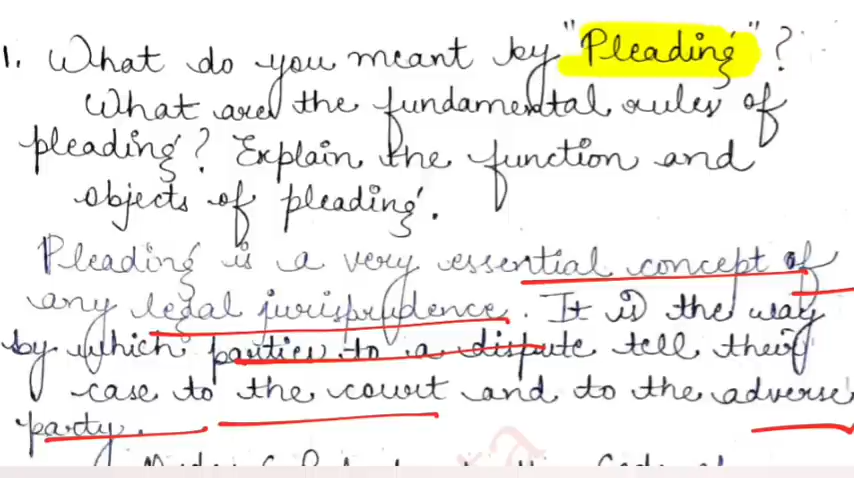 1. What do you meant by "Pleading"?
What are the fundamental rules of
pleading? Explain the function and
objects of pleading.
Pleading is a very essential concept of
any legal jurisprudence. It is the way
by which parties to a dispute tell their
case to the court and to the adverse
party.